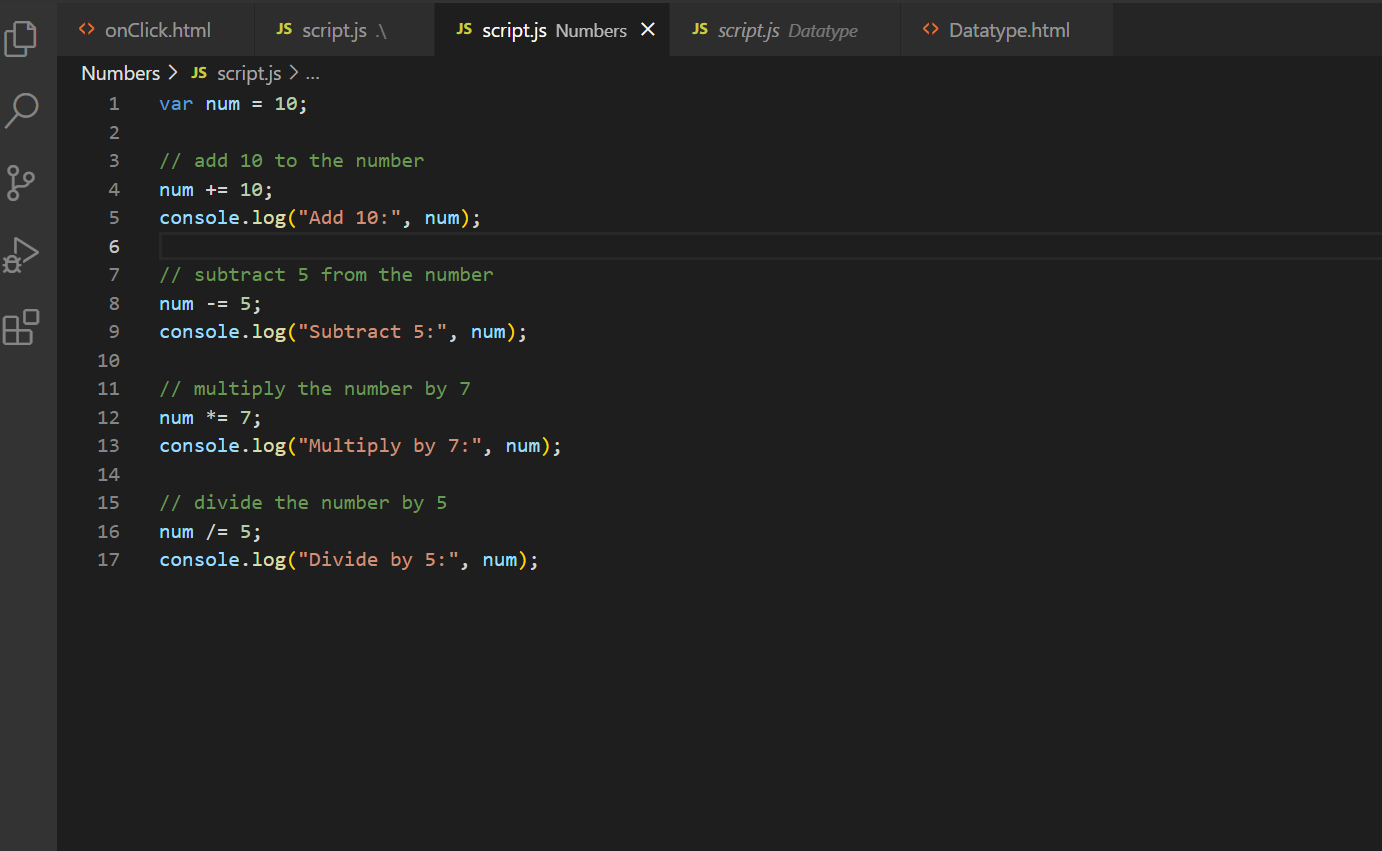 <> onClick.html JS script.js .\ JS script.js Numbers × JS script.js Datatype <> Datatype.html
Numbers > JS script.js > ...
1 var num = 10;
2
3 // add 10 to the number
4 num += 10;
5 console.log("Add 10:", num);
6
7 // subtract 5 from the number
8 num -= 5;
9 console.log("Subtract 5:", num);
10
11 // multiply the number by 7
12 num *= 7;
13 console.log("Multiply by 7:", num);
14
15 // divide the number by 5
16 num /= 5;
17 console.log("Divide by 5:", num);